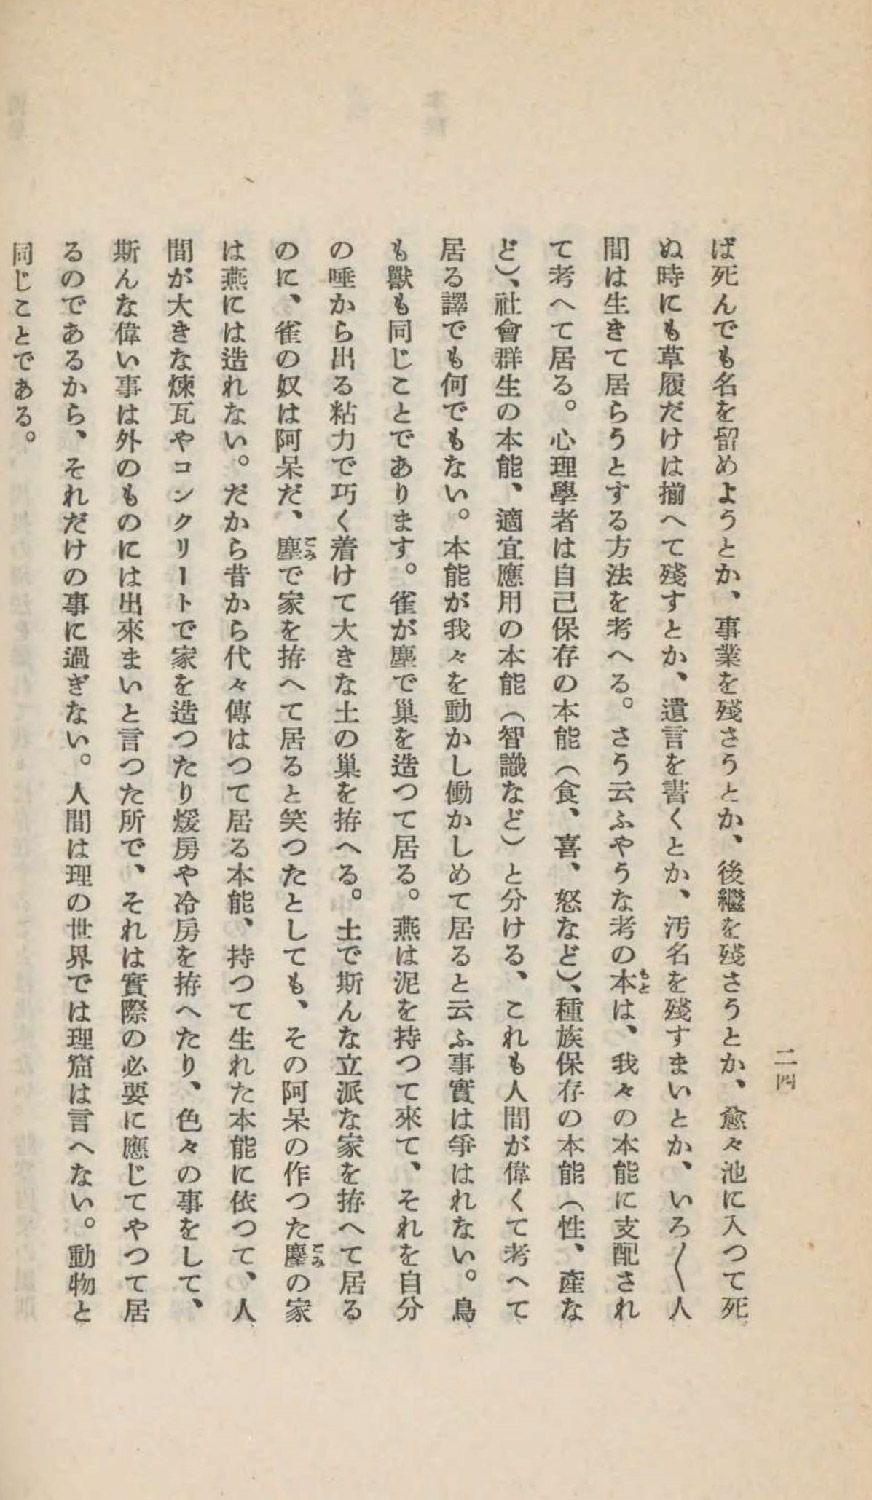 二四
ば死んでも名を留めようとか、事業を殘さうとか、後繼を殘さうとか、愈々池に入つて死
ぬ時にも草履だけは揃へて殘すとか、遺言を書くとか、汚名を殘すまいとか、いろ〳〵人
間は生きて居らうとする方法を考へる。さう云ふやうな考の本は、我々の本能に支配され
もと
て考へて居る。心理學者は自己保存の本能（食、喜、怒など）、種族保存の本能（性、產な
ど）、社會群生の本能、適宜應用の本能（智識など）と分ける、これも人間が偉くて考へて
居る譯でも何でもない。本能が我々を動かし働かしめて居ると云ふ事實は爭はれない。鳥
も獸も同じことであります。雀が塵で巢を造つて居る。燕は泥を持つて來て、それを自分
の唾から出る粘力で巧く着けて大きな土の巢を拵へる。土で斯んな立派な家を拵へて居る
のに、雀の奴は阿呆だ、塵で家を拵へて居ると笑つたとしても、その阿呆の作つた塵の家
ごみ
ごみ
は燕には造れない。だから昔から代々傳はつて居る本能、持つて生れた本能に依つて、人
間が大きな煉瓦やコンクリートで家を造つたり煖房や冷房を拵へたり、色々の事をして、
斯んな偉い事は外のものには出來まいと言つた所で、それは實際の必要に應じてやつて居
るのであるから、それだけの事に過ぎない。人間は理の世界では理窟は言へない。動物と
同じことである。